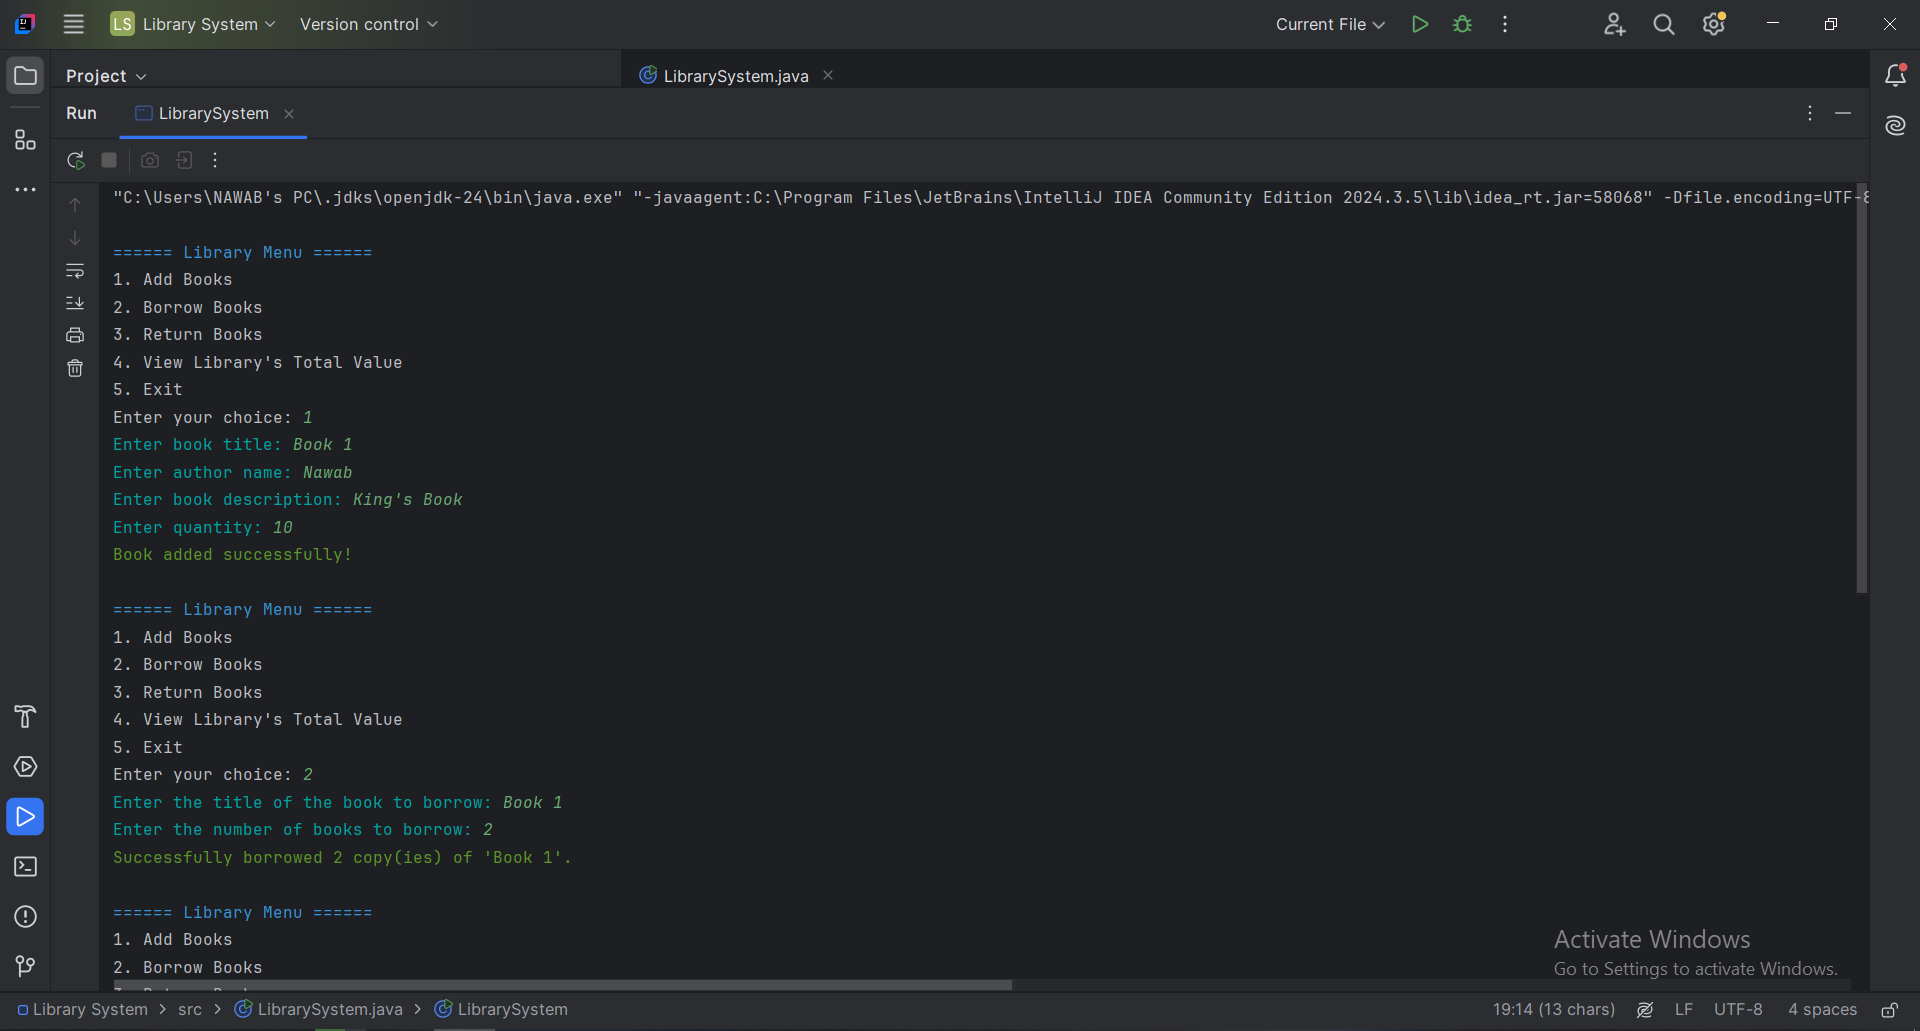 LS Library System Version control Current File
Project LibrarySystem.java
Run LibrarySystem
"C:\Users\NAWAB's PC\.jdks\openjdk-24\bin\java.exe" "-javaagent:C:\Program Files\JetBrains\IntelliJ IDEA Community Edition 2024.3.5\lib\idea_rt.jar=58068" -Dfile.encoding=UTF-8
====== Library Menu ======
1. Add Books
2. Borrow Books
3. Return Books
4. View Library's Total Value
5. Exit
Enter your choice: 1
Enter book title: Book 1
Enter author name: Nawab
Enter book description: King's Book
Enter quantity: 10
Book added successfully!
====== Library Menu ======
1. Add Books
2. Borrow Books
3. Return Books
4. View Library's Total Value
5. Exit
Enter your choice: 2
Enter the title of the book to borrow: Book 1
Enter the number of books to borrow: 2
Successfully borrowed 2 copy(ies) of 'Book 1'.
====== Library Menu ======
1. Add Books
2. Borrow Books
Activate Windows
Go to Settings to activate Windows.
Library System > src > LibrarySystem.java > LibrarySystem 19:14 (13 chars) LF UTF-8 4 spaces